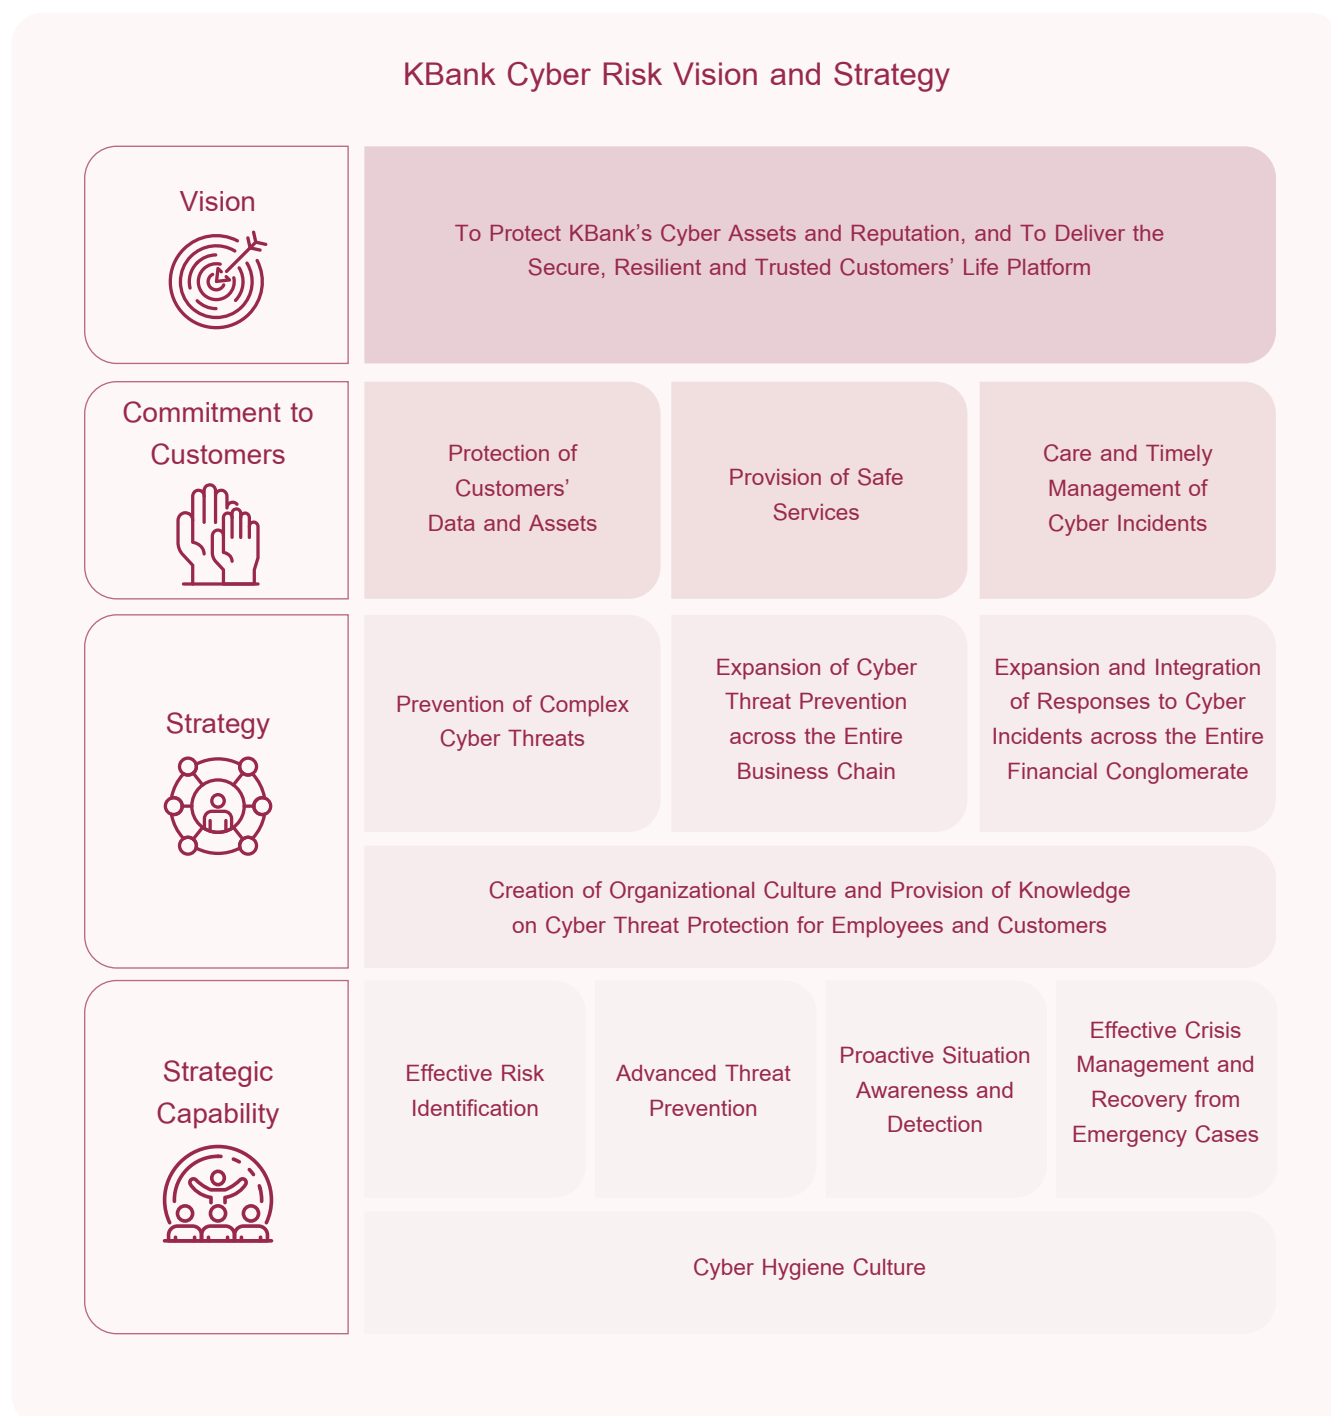 KBank Cyber Risk Vision and Strategy
Vision
To Protect KBank’s Cyber Assets and Reputation, and To Deliver the
Secure, Resilient and Trusted Customers’ Life Platform
Commitment to
Customers
Protection of
Customers’
Data and Assets
Provision of Safe
Services
Care and Timely
Management of
Cyber Incidents
Strategy
Prevention of Complex
Cyber Threats
Expansion of Cyber
Threat Prevention
across the Entire
Business Chain
Expansion and Integration
of Responses to Cyber
Incidents across the Entire
Financial Conglomerate
Creation of Organizational Culture and Provision of Knowledge
on Cyber Threat Protection for Employees and Customers
Strategic
Capability
Effective Risk
Identification
Advanced Threat
Prevention
Proactive Situation
Awareness and
Detection
Effective Crisis
Management and
Recovery from
Emergency Cases
Cyber Hygiene Culture